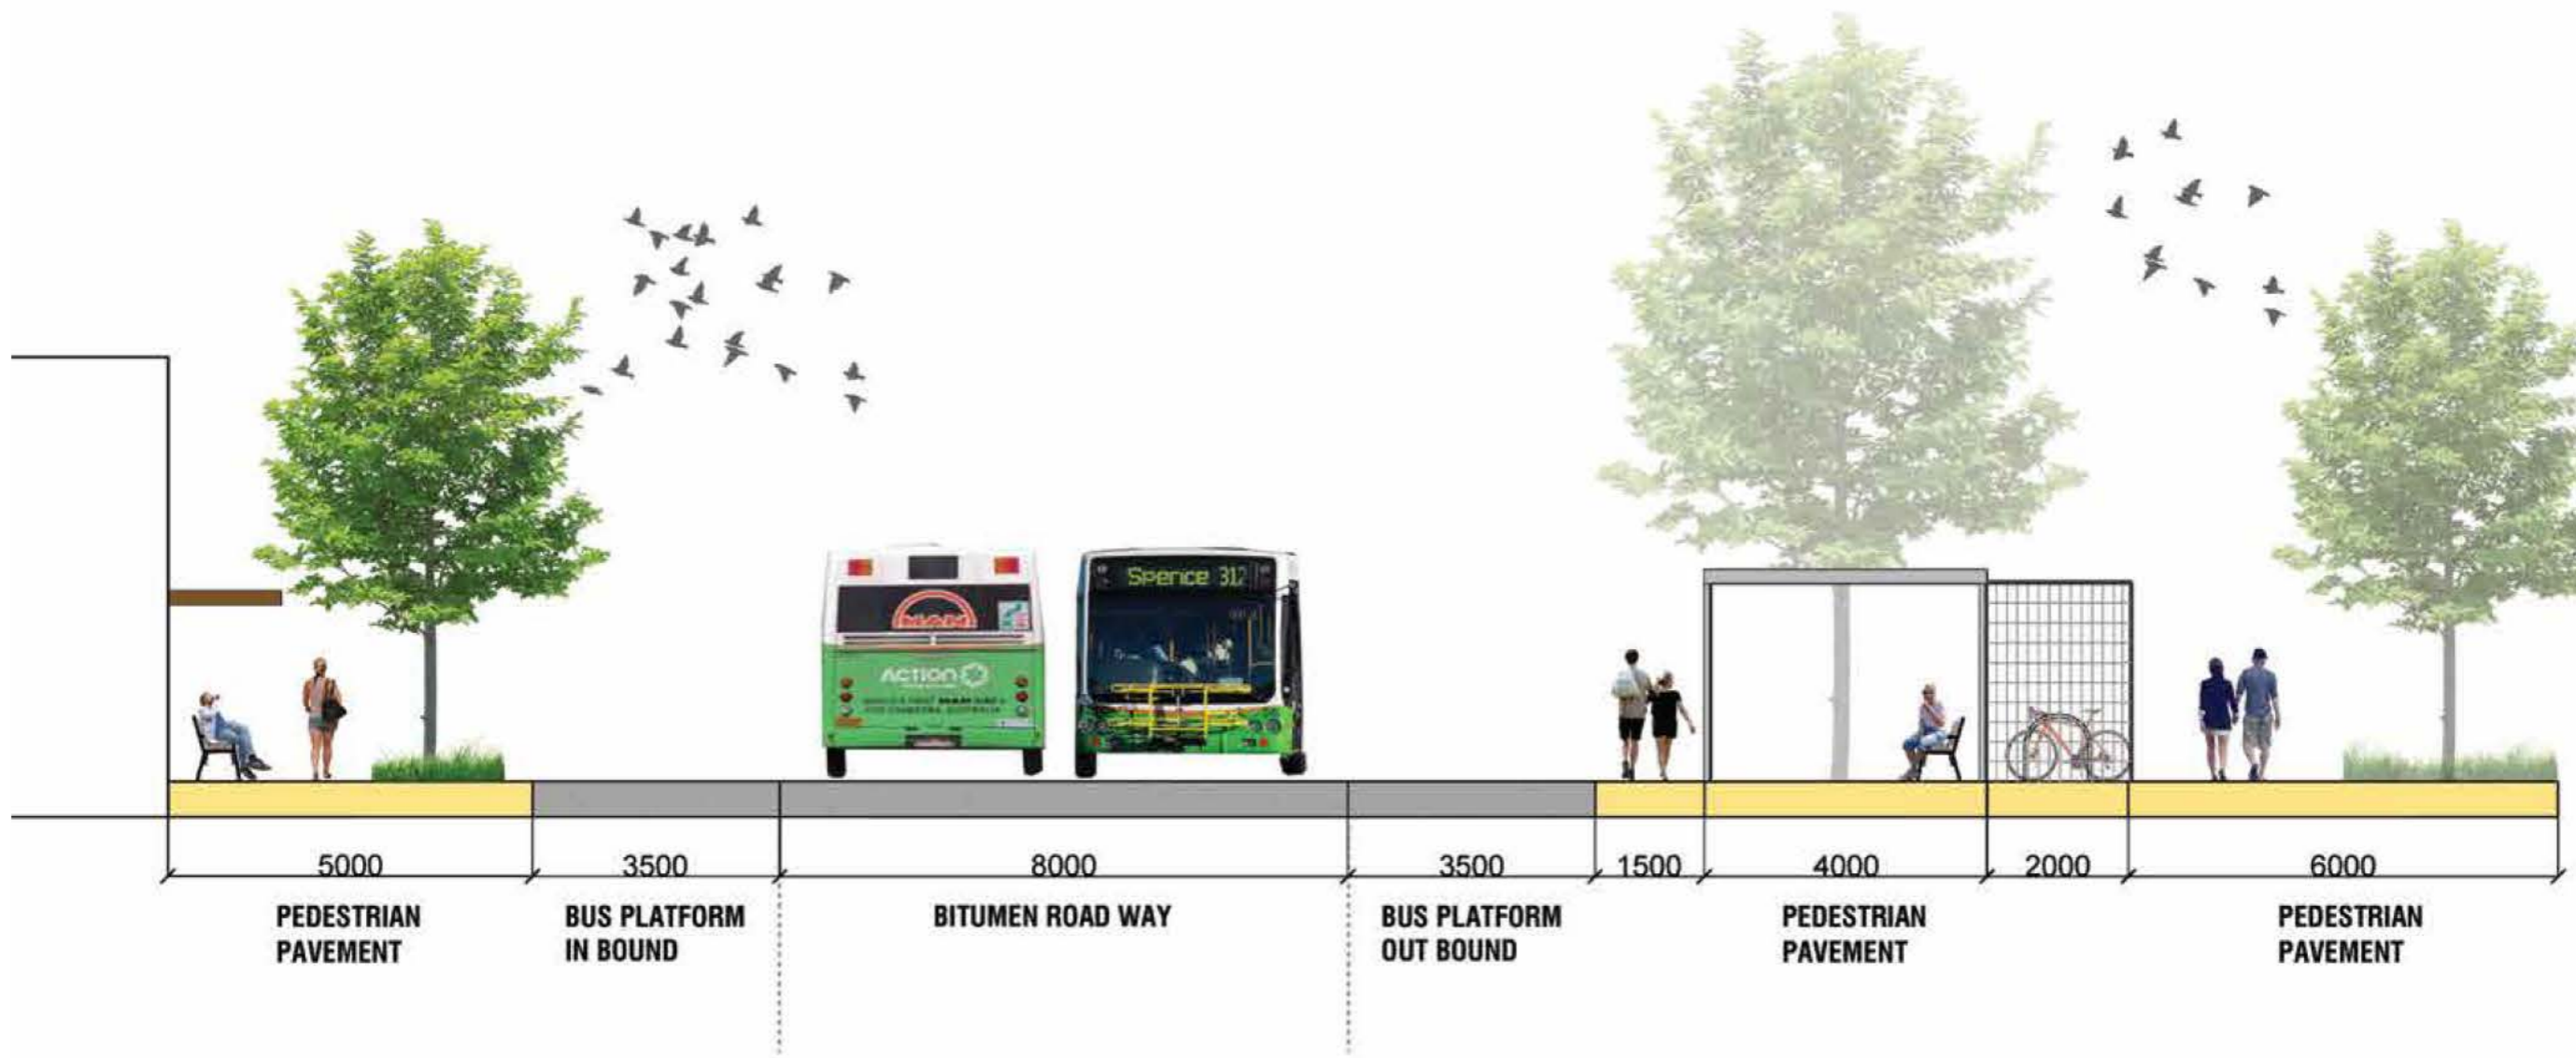 Spence 312
MAN
ACTION
5000
3500
8000
3500
1500
4000
2000
6000
PEDESTRIAN
PAVEMENT
BUS PLATFORM
IN BOUND
BITUMEN ROAD WAY
BUS PLATFORM
OUT BOUND
PEDESTRIAN
PAVEMENT
PEDESTRIAN
PAVEMENT